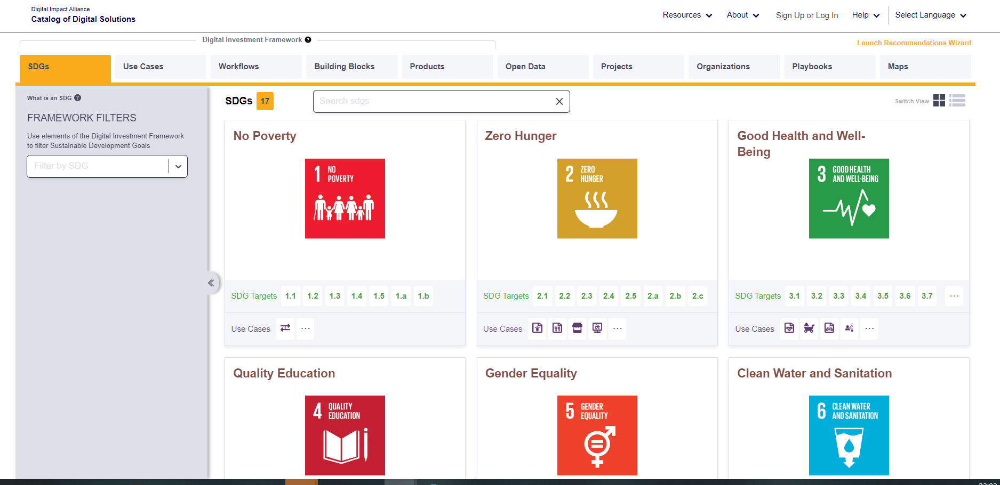 Digital Impact Alliance
Catalog of Digital Solutions
Resources
About
Sign Up or Log In
Help
Select Language
Digital Investment Framework
Launch Recommendations Wizard
SDGs
Use Cases
Workflows
Building Blocks
Products
Open Data
Projects
Organizations
Playbooks
Maps
What is an SDG
FRAMEWORK FILTERS
Use elements of the Digital Investment Framework
to filter Sustainable Development Goals
Filter by SDG
SDGs 17
Search sdgs
Switch View
No Poverty
1 NO
POVERTY
SDG Targets 1.1 1.2 1.3 1.4 1.5 1.a 1.b
Use Cases ...
Zero Hunger
2 ZERO
HUNGER
SDG Targets 2.1 2.2 2.3 2.4 2.5 2.a 2.b 2.c
Use Cases ...
Good Health and Well-
Being
3 GOOD HEALTH
AND WELL-BEING
SDG Targets 3.1 3.2 3.3 3.4 3.5 3.6 3.7 ...
Use Cases ...
Quality Education
4 QUALITY
EDUCATION
Gender Equality
5 GENDER
EQUALITY
Clean Water and Sanitation
6 CLEAN WATER
AND SANITATION